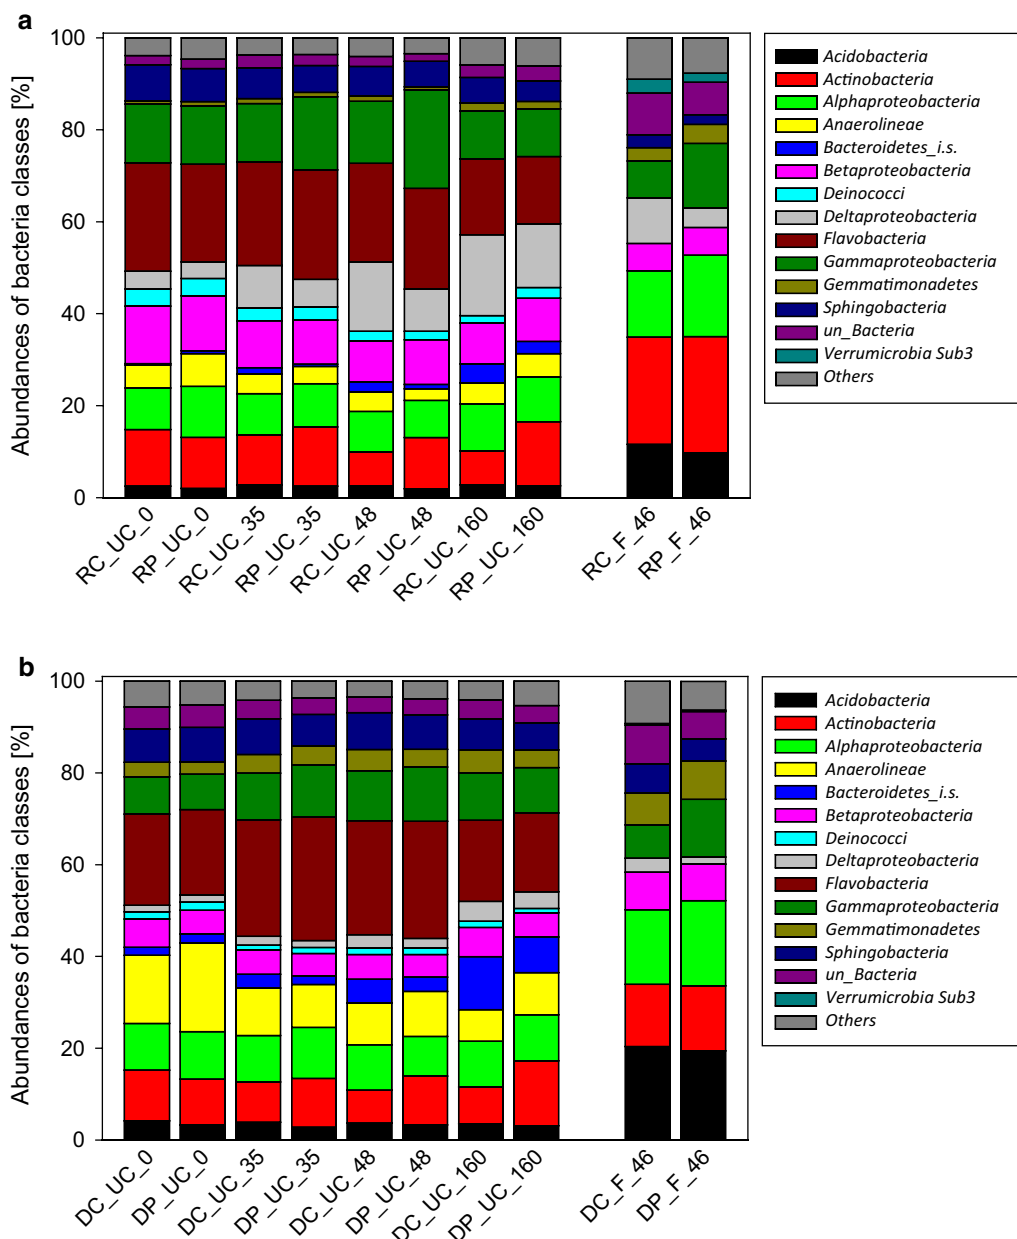 a
Abundances of bacteria classes [%]
100
80
60
40
20
0
RC_UC_0
RP_UC_0
RC_UC_35
RP_UC_35
RC_UC_48
RP_UC_48
RC_UC_160
RP_UC_160
RC_F_46
RP_F_46
Acidobacteria
Actinobacteria
Alphaproteobacteria
Anaerolineae
Bacteroidetes_i.s.
Betaproteobacteria
Deinococci
Deltaproteobacteria
Flavobacteria
Gammaproteobacteria
Gemmatimonadetes
Sphingobacteria
un_Bacteria
Verrumicrobia Sub3
Others
b
Abundances of bacteria classes [%]
100
80
60
40
20
0
DC_UC_0
DP_UC_0
DC_UC_35
DP_UC_35
DC_UC_48
DP_UC_48
DC_UC_160
DP_UC_160
DC_F_46
DP_F_46
Acidobacteria
Actinobacteria
Alphaproteobacteria
Anaerolineae
Bacteroidetes_i.s.
Betaproteobacteria
Deinococci
Deltaproteobacteria
Flavobacteria
Gammaproteobacteria
Gemmatimonadetes
Sphingobacteria
un_Bacteria
Verrumicrobia Sub3
Others